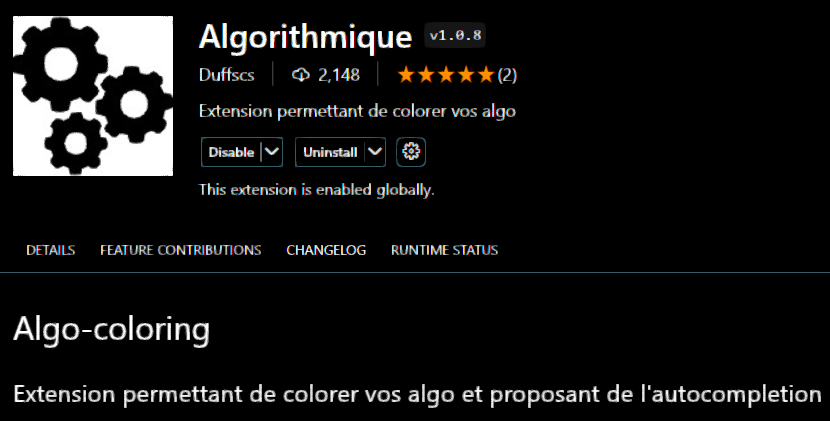 Algorithmique v1.0.8
Duffscs 2,148 ★★★★★(2)
Extension permettant de colorer vos algo
Disable Uninstall
This extension is enabled globally.
DETAILS FEATURE CONTRIBUTIONS CHANGELOG RUNTIME STATUS
Algo-coloring
Extension permettant de colorer vos algo et proposant de l'autocompletion